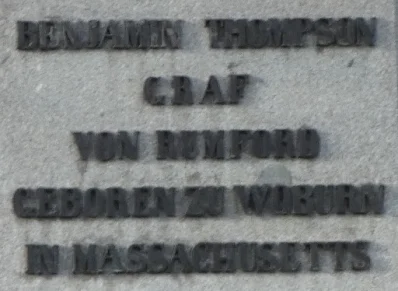 BENJAMIN THOMPSON
GRAF
VON RUMFORD
GEBOREN ZU WOBURN
IN MASSACHUSETTS